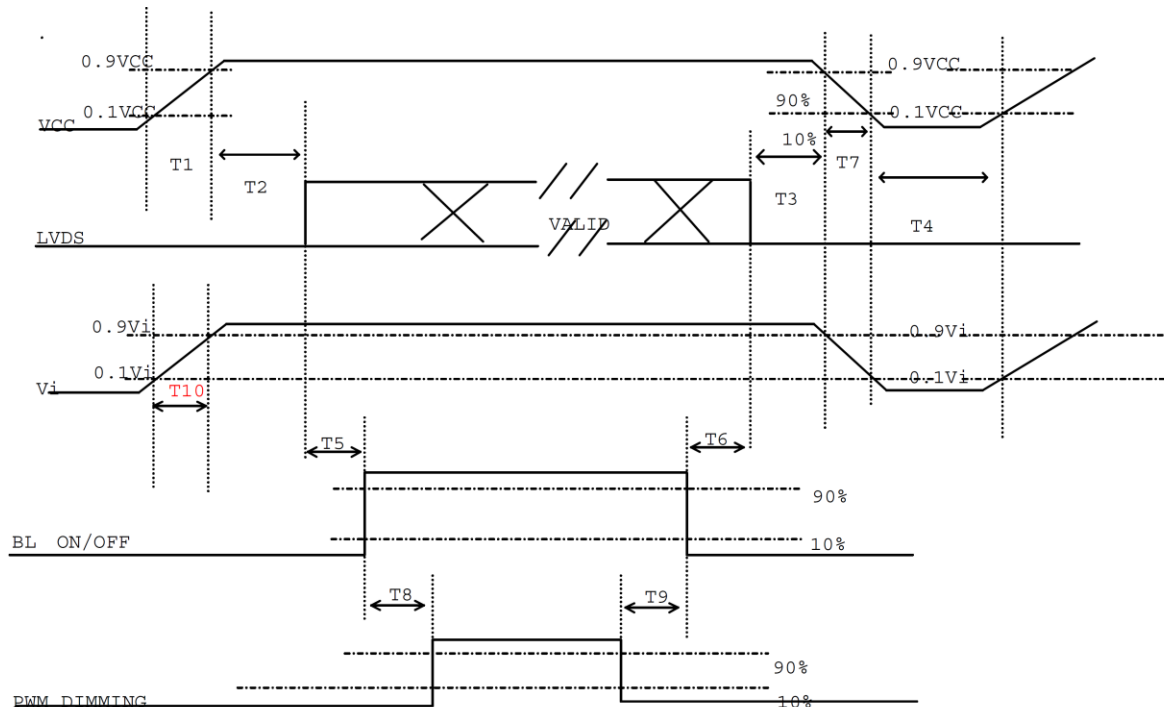 0.9VCC 0.9VCC
90%
0.1VCC 0.1VCC
VCC
10%
T1 T7
T2 T3
VALID T4
LVDS
0.9Vi 0.9Vi
0.1Vi 0.1Vi
Vi T10
T5 T6
90%
BL ON/OFF 10%
T8 T9
90%
PWM DIMMING 10%